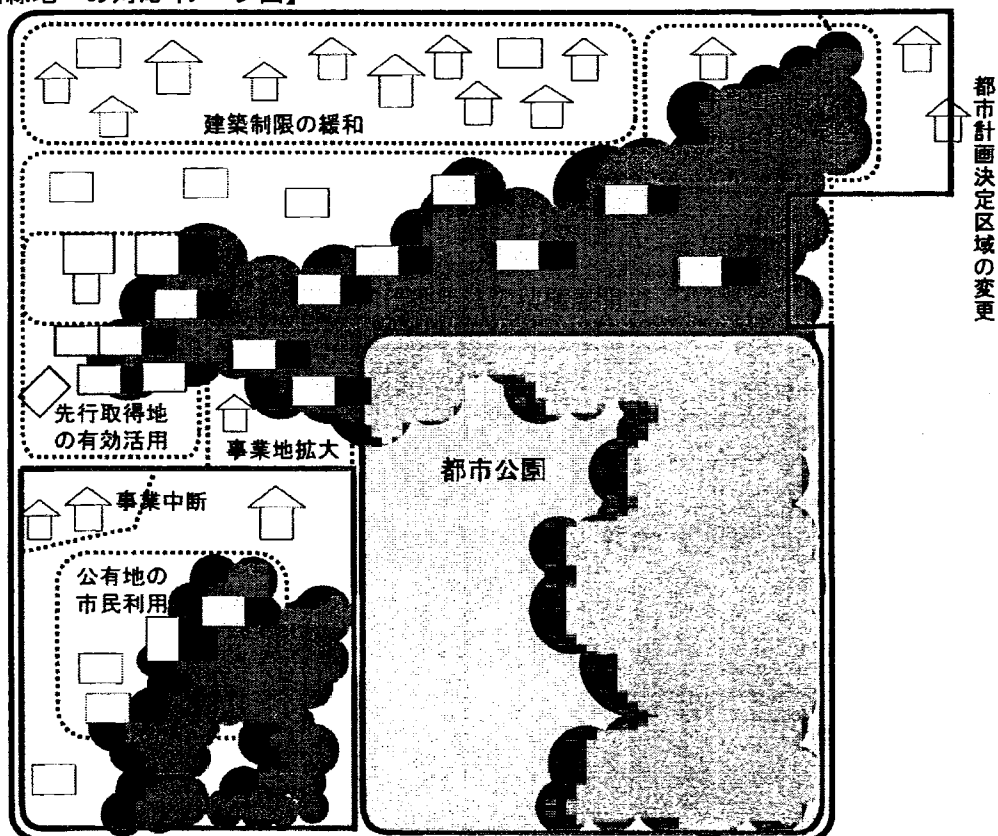 建築制限の緩和
都市計画決定区域の変更
先行取得地
の有効活用
事業地拡大
都市公園
事業中断
公有地の
市民利用